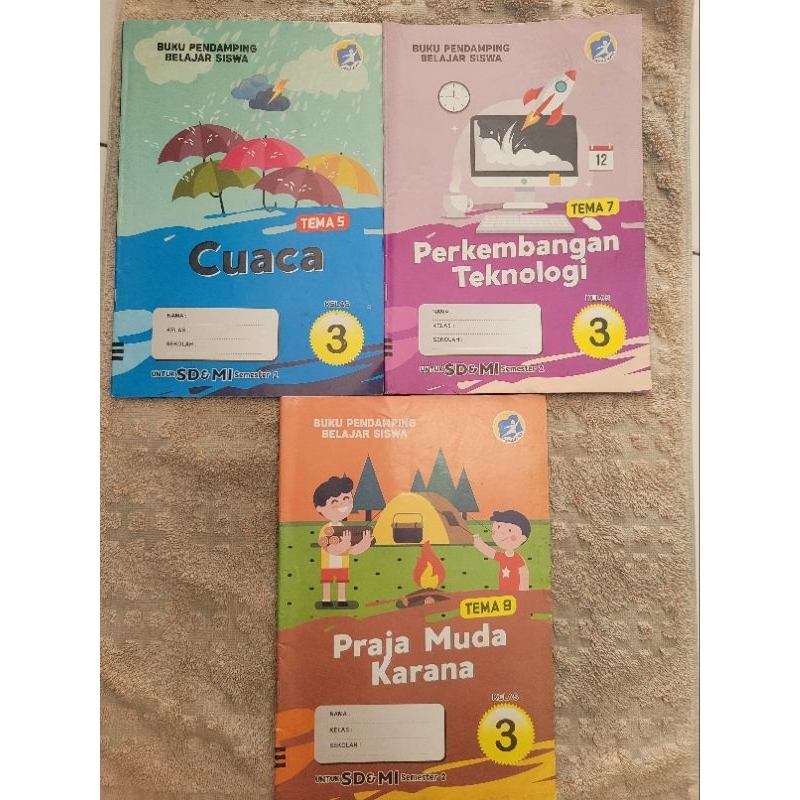 BUKU PENDAMPING
BELAJAR SISWA
TEMA 5
Cuaca
NAMA :
KELAS :
SEKOLAH :
KELAS
3
UNTUK SD & MI Semester 2
BUKU PENDAMPING
BELAJAR SISWA
12
TEMA 7
Perkembangan
Teknologi
NAMA :
KELAS :
SEKOLAH :
KELAS
3
UNTUK SD & MI Semester 2
BUKU PENDAMPING
BELAJAR SISWA
TEMA 8
Praja Muda
Karana
NAMA :
KELAS :
SEKOLAH :
KELAS
3
UNTUK SD & MI Semester 2